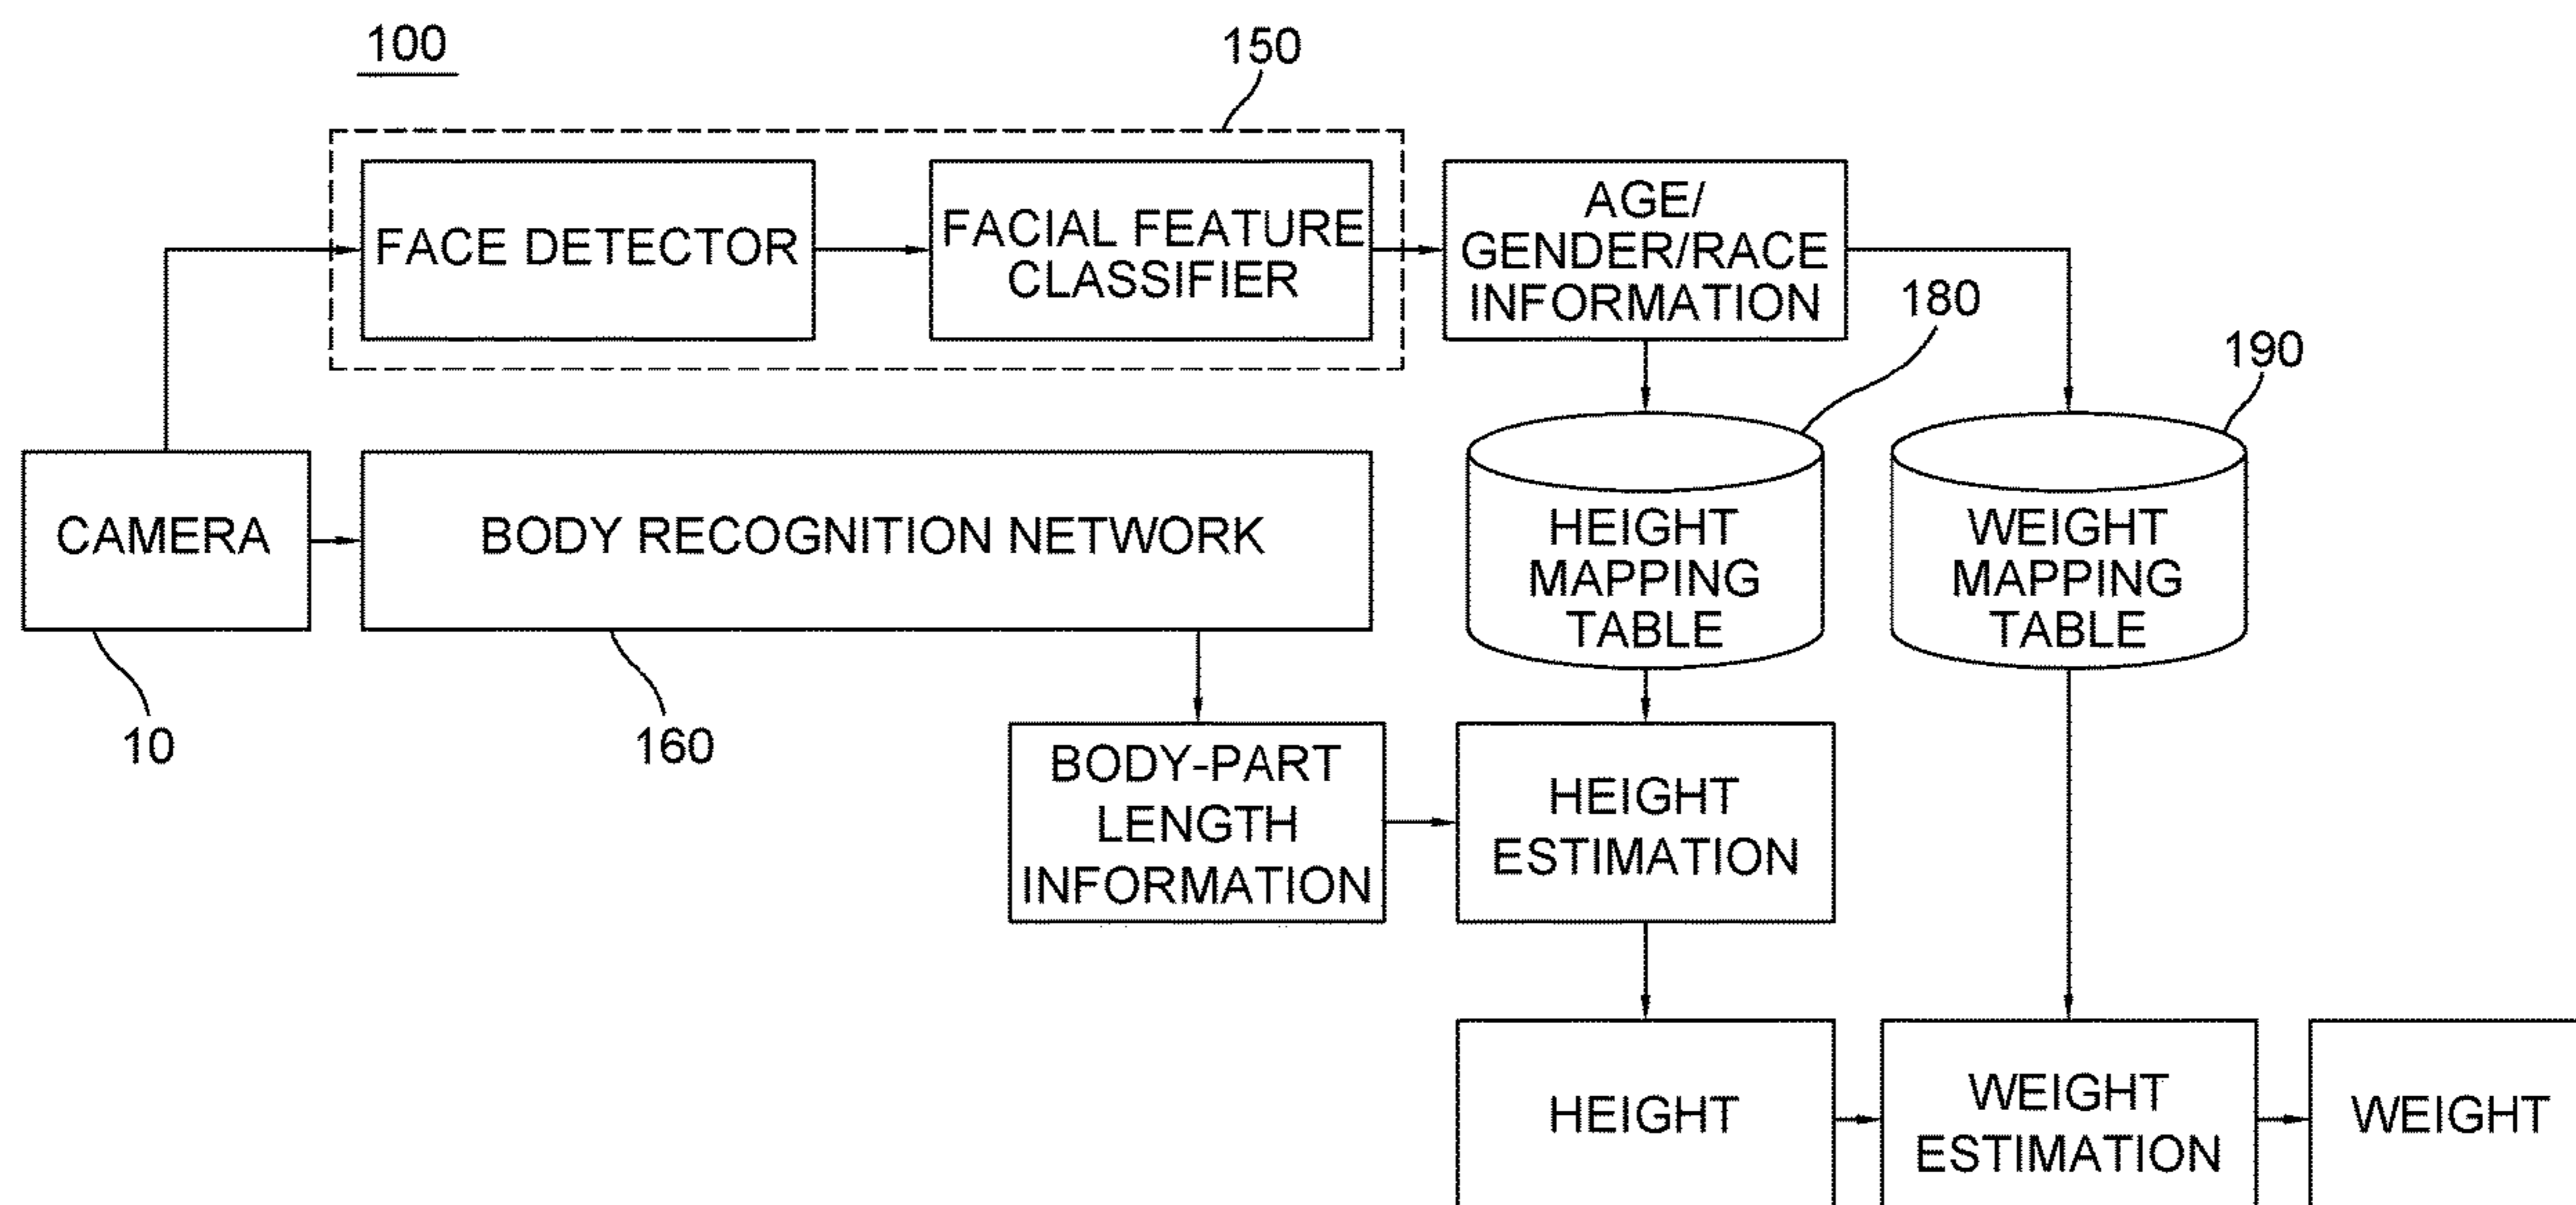 100
150
FACE DETECTOR
FACIAL FEATURE
CLASSIFIER
AGE/
GENDER/RACE
INFORMATION
180
190
CAMERA
BODY RECOGNITION NETWORK
HEIGHT
MAPPING
TABLE
WEIGHT
MAPPING
TABLE
10
160
BODY-PART
LENGTH
INFORMATION
HEIGHT
ESTIMATION
HEIGHT
WEIGHT
ESTIMATION
WEIGHT